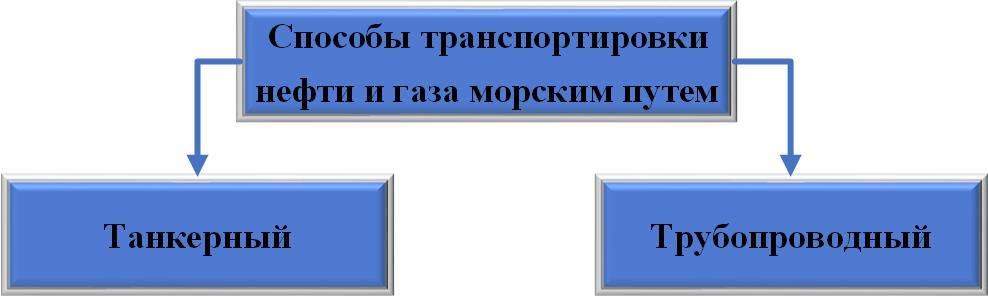 Способы транспортировки
нефти и газа морским путем
Танкерный
Трубопроводный